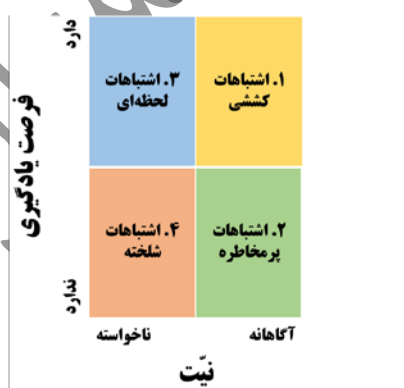 دارد
۱. اشتباهات
کششی
۳. اشتباهات
لحظه‌ای
فرصت یادگیری
۲. اشتباهات
پرمخاطره
۴. اشتباهات
شلخته
ندارد
آگاهانه
ناخواسته
نیّت